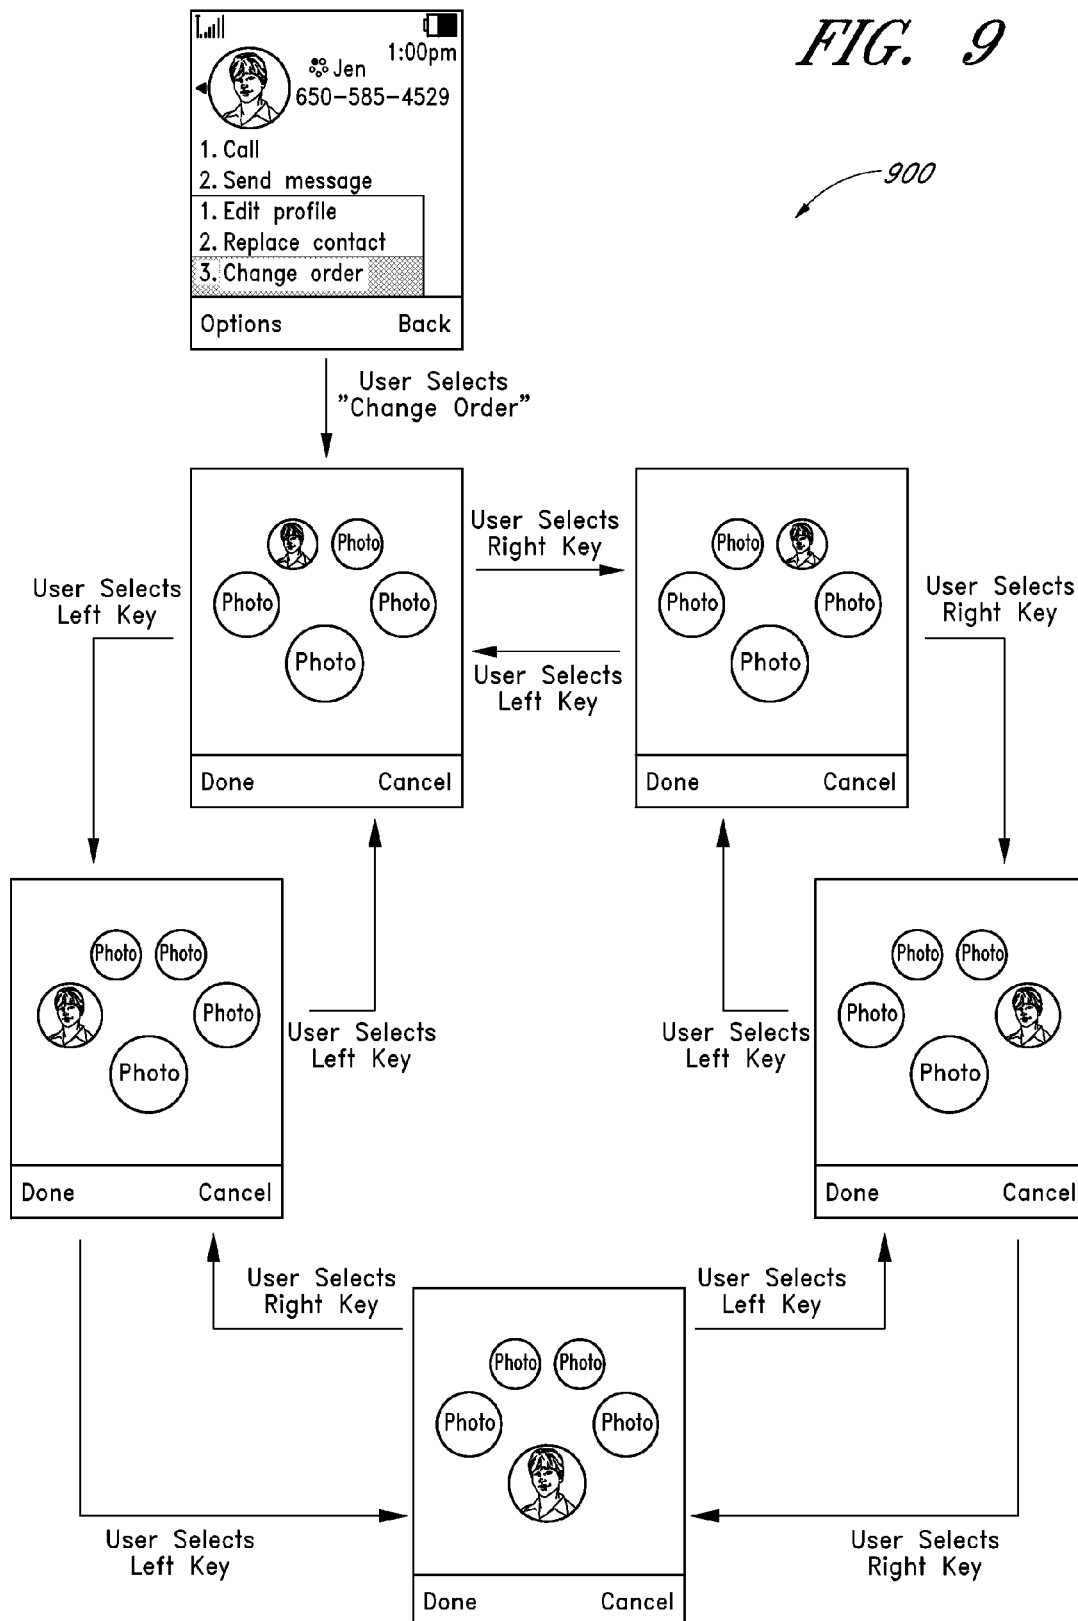 FIG. 9
900
1:00pm
Jen
650-585-4529
1. Call
2. Send message
1. Edit profile
2. Replace contact
3. Change order
Options Back
User Selects
"Change Order"
Photo
Photo Photo
Photo
Done Cancel
User Selects
Right Key
User Selects
Left Key
Photo
Photo Photo
Photo
Done Cancel
User Selects
Left Key
User Selects
Right Key
Photo Photo
Photo
Photo
Done Cancel
User Selects
Left Key
User Selects
Left Key
Photo Photo
Photo
Photo
Done Cancel
User Selects
Right Key
User Selects
Left Key
Photo Photo
Photo Photo
Done Cancel
User Selects
Left Key
User Selects
Right Key